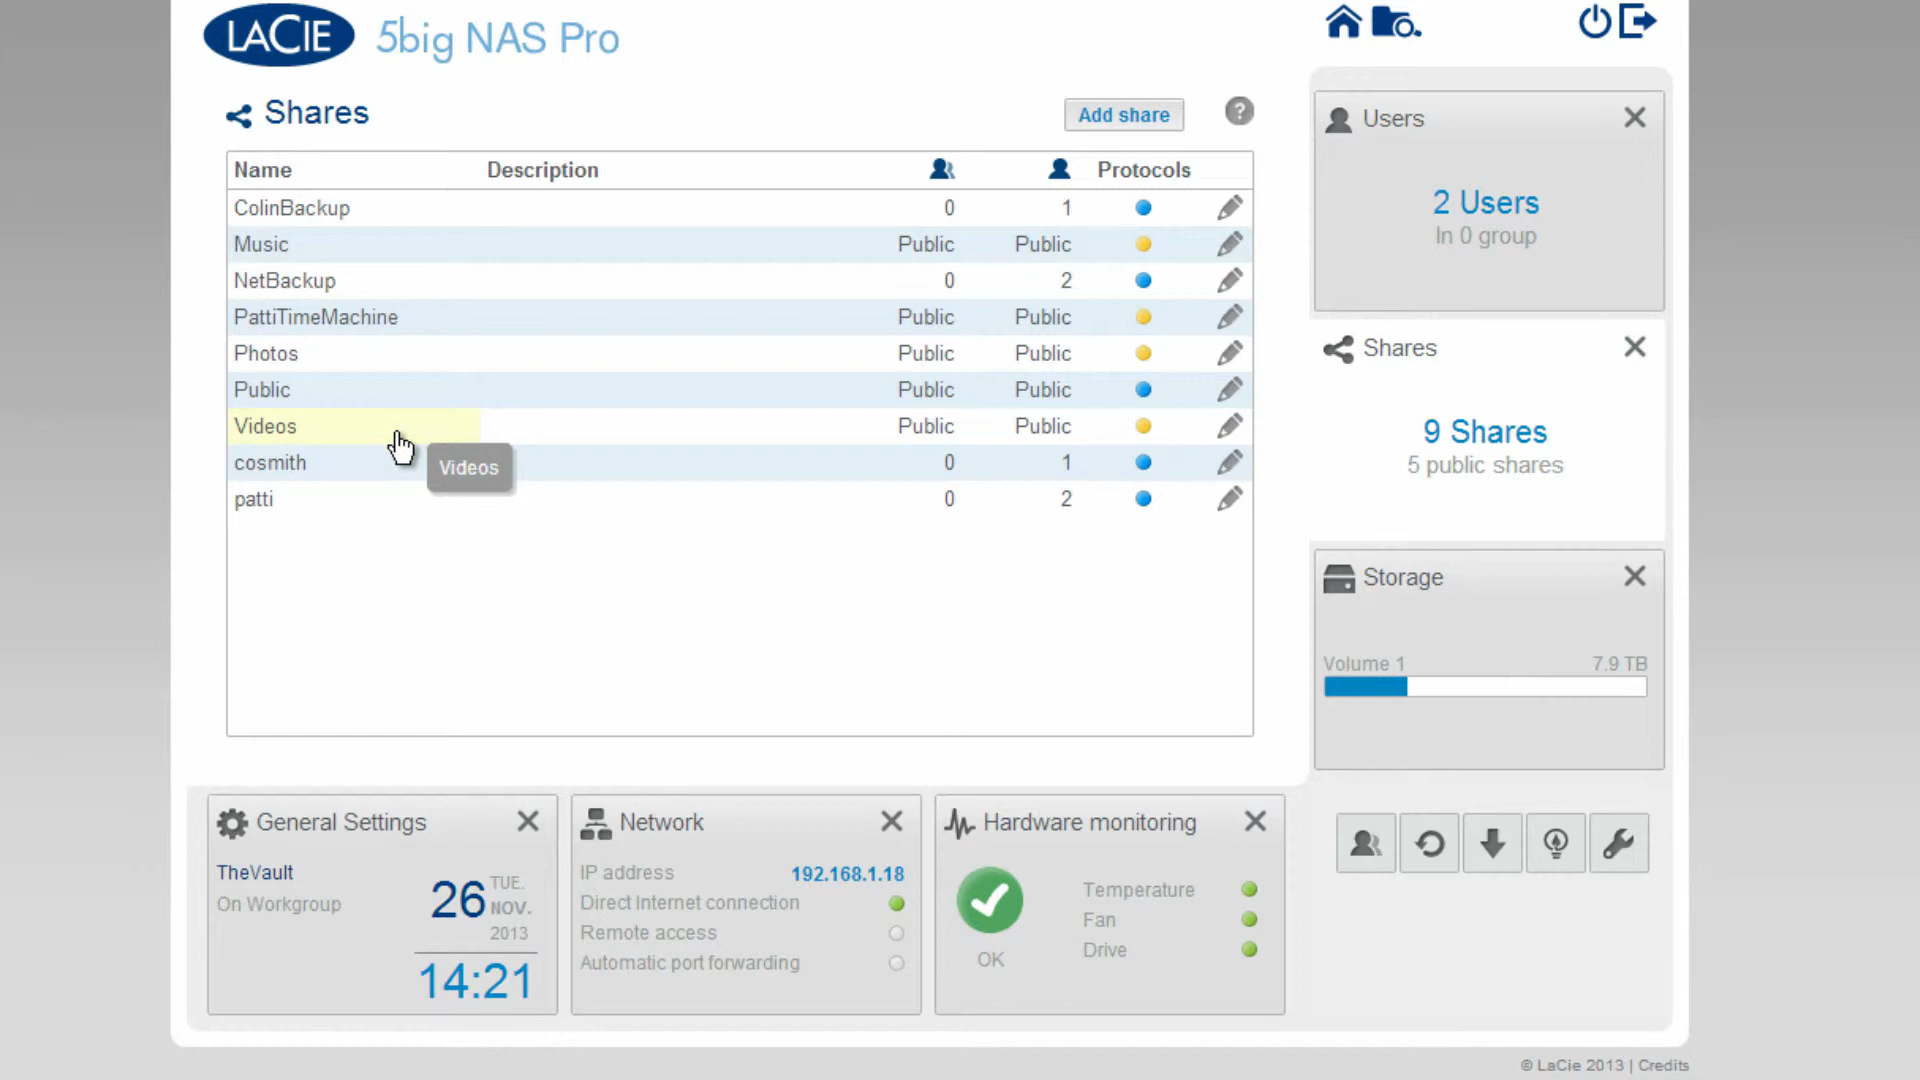 LACIE 5big NAS Pro
Shares
Add share
?
Name Description Protocols
ColinBackup 0 1
Music Public Public
NetBackup 0 2
PattiTimeMachine Public Public
Photos Public Public
Public Public Public
Videos Public Public
Videos
cosmith 0 1
patti 0 2
Users
2 Users
In 0 group
Shares
9 Shares
5 public shares
Storage
Volume 1 7.9 TB
General Settings
TheVault
On Workgroup
26 TUE.
NOV.
2013
14:21
Network
IP address 192.168.1.18
Direct Internet connection
Remote access
Automatic port forwarding
Hardware monitoring
OK
Temperature
Fan
Drive
© LaCie 2013 | Credits